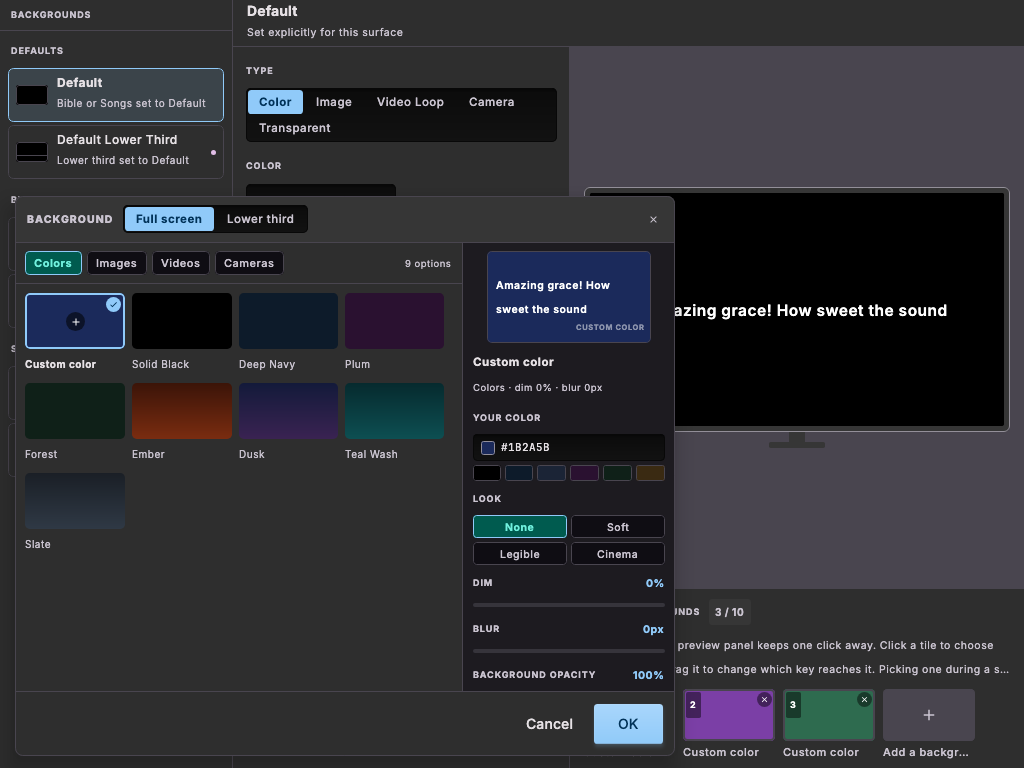 BACKGROUNDS
DEFAULTS
Default
Bible or Songs set to Default
Default Lower Third
Lower third set to Default
Default
Set explicitly for this surface
TYPE
Color
Image
Video Loop
Camera
Transparent
COLOR
BACKGROUND
Full screen
Lower third
×
Colors
Images
Videos
Cameras
9 options
Custom color
Solid Black
Deep Navy
Plum
Forest
Ember
Dusk
Teal Wash
Slate
Amazing grace! How
sweet the sound
CUSTOM COLOR
Custom color
Colors · dim 0% · blur 0px
YOUR COLOR
#1B2A5B
LOOK
None
Soft
Legible
Cinema
DIM
0%
BLUR
0px
BACKGROUND OPACITY
100%
Cancel
OK
azing grace! How sweet the sound
3 / 10
preview panel keeps one click away. Click a tile to choose
it to change which key reaches it. Picking one during a s...
2
Custom color
3
Custom color
Add a backgr...